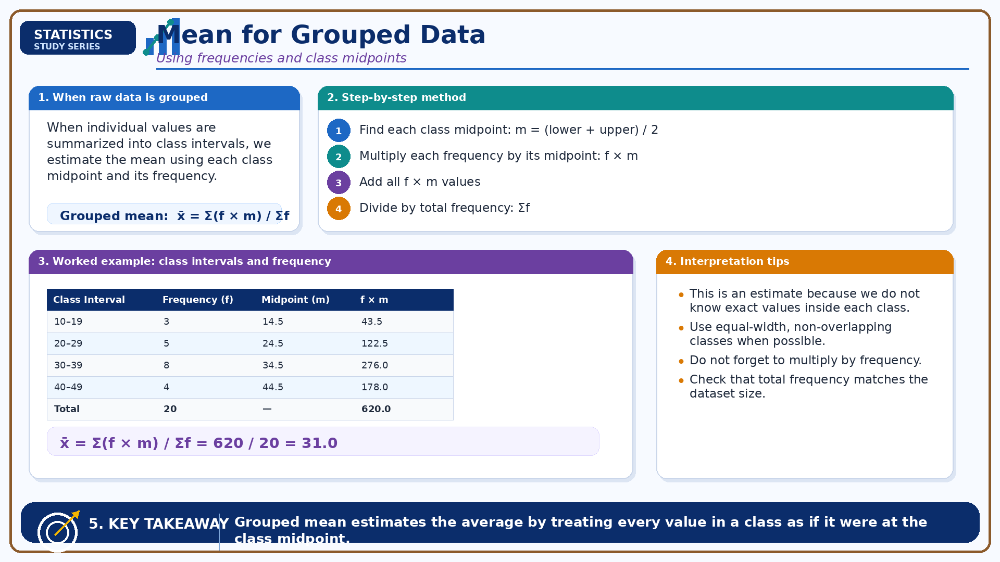 STATISTICS
STUDY SERIES
Mean for Grouped Data
Using frequencies and class midpoints
1. When raw data is grouped
When individual values are
summarized into class intervals, we
estimate the mean using each class
midpoint and its frequency.
Grouped mean:  x̄ = Σ(f × m) / Σf
2. Step-by-step method
1 Find each class midpoint: m = (lower + upper) / 2
2 Multiply each frequency by its midpoint: f × m
3 Add all f × m values
4 Divide by total frequency: Σf
3. Worked example: class intervals and frequency
Class Interval Frequency (f) Midpoint (m) f × m
10–19 3 14.5 43.5
20–29 5 24.5 122.5
30–39 8 34.5 276.0
40–49 4 44.5 178.0
Total 20 — 620.0
x̄ = Σ(f × m) / Σf = 620 / 20 = 31.0
4. Interpretation tips
• This is an estimate because we do not
know exact values inside each class.
• Use equal-width, non-overlapping
classes when possible.
• Do not forget to multiply by frequency.
• Check that total frequency matches the
dataset size.
5. KEY TAKEAWAY
Grouped mean estimates the average by treating every value in a class as if it were at the
class midpoint.